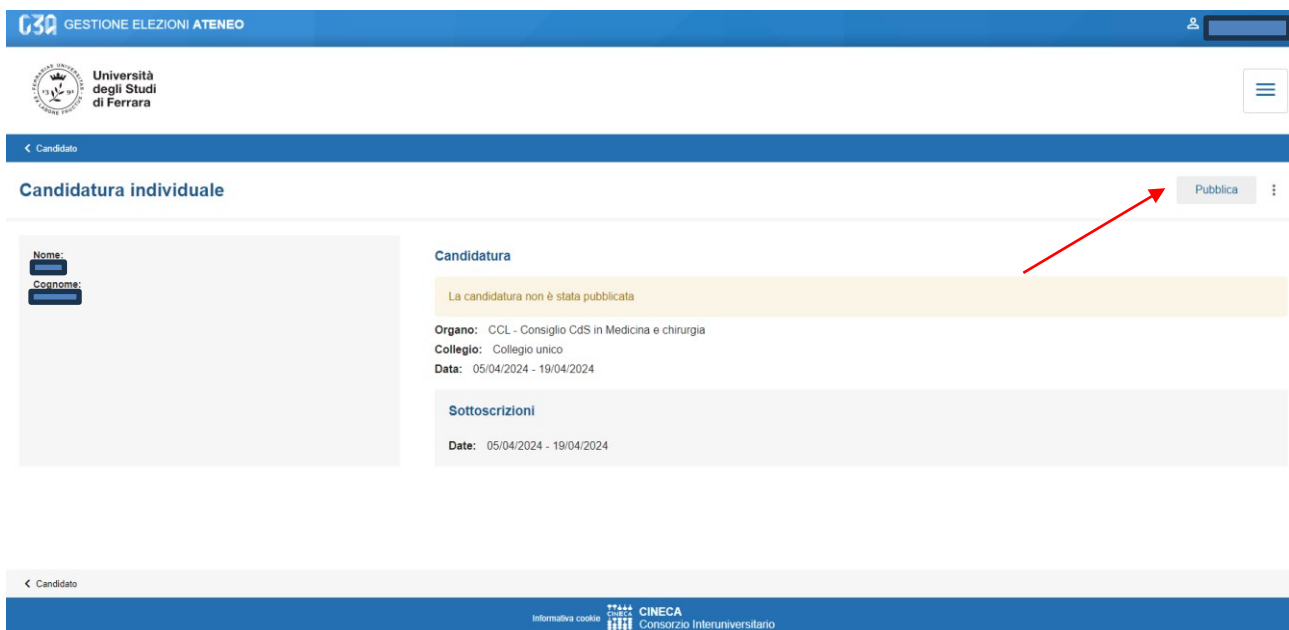 GESTIONE ELEZIONI ATENEO
Università
degli Studi
di Ferrara
Candidato
Candidatura individuale
Pubblica
Nome:
Cognome:
Candidatura
La candidatura non è stata pubblicata
Organo: CCL - Consiglio CdS in Medicina e chirurgia
Collegio: Collegio unico
Data: 05/04/2024 - 19/04/2024
Sottoscrizioni
Date: 05/04/2024 - 19/04/2024
Candidato
Informativa cookie
CINECA
CINECA
Consorzio Interuniversitario